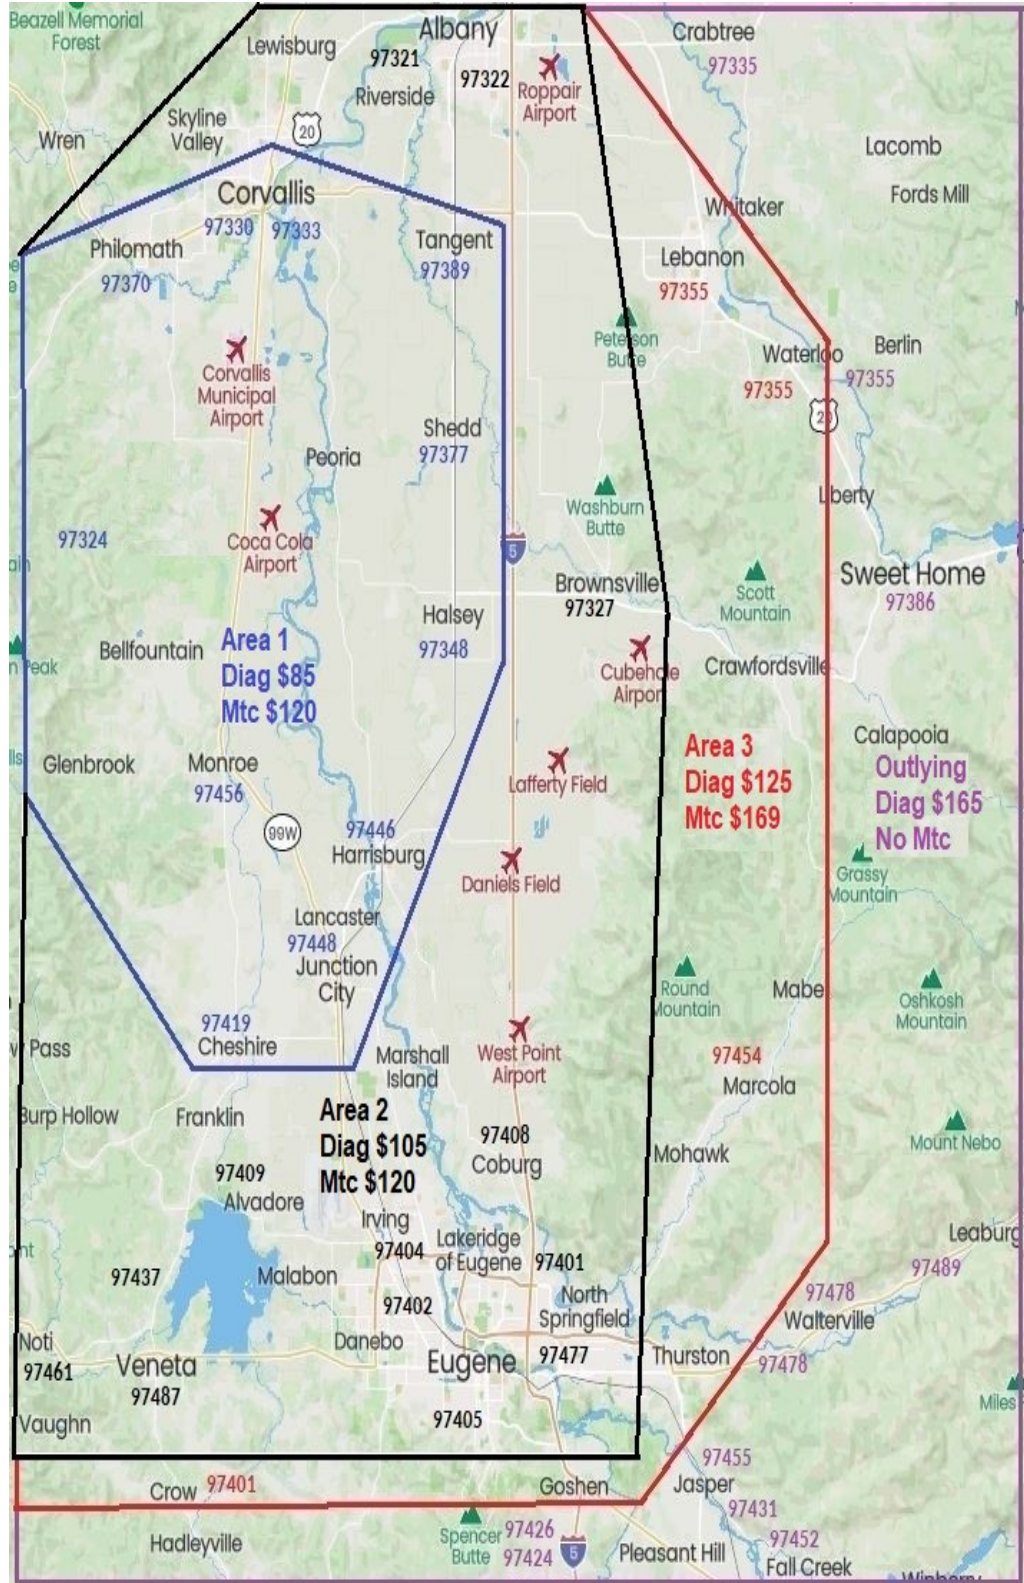 Beazell Memorial
Forest
Lewisburg
Albany
97321
97322
Riverside
Roppair
Airport
Crabtree
97335
Skyline
Valley
20
Wren
Lacomb
Fords Mill
Corvallis
97330
97333
Whitaker
Philomath
97370
Tangent
97389
Lebanon
97355
Peterson
Butte
Corvallis
Municipal
Airport
Waterloo
97355
Berlin
97355
20
Shedd
97377
Peoria
Liberty
Washburn
Butte
97324
Coca Cola
Airport
5
Sweet Home
97386
Brownsville
97327
Scott
Mountain
Halsey
97348
Bellfountain
Area 1
Diag $85
Mtc $120
Peak
Cubehole
Airport
Crawfordsville
Calapooia
Glenbrook
Monroe
97456
Lafferty Field
Area 3
Diag $125
Mtc $169
Outlying
Diag $165
No Mtc
99W
97446
Harrisburg
Daniels Field
Grassy
Mountain
Lancaster
97448
Junction
City
Round
Mountain
Mabel
Oshkosh
Mountain
97419
Cheshire
Pass
Marshall
Island
West Point
Airport
97454
Marcola
Burp Hollow
Franklin
Area 2
Diag $105
Mtc $120
97408
Coburg
Mohawk
Mount Nebo
97409
Alvadore
Irving
97404
Lakeridge
of Eugene
97401
Leaburg
97489
97437
Malabon
97402
North
Springfield
97478
Walterville
Noti
97461
Veneta
97487
Danebo
Eugene
97477
Thurston
97478
Miles
Vaughn
97405
97455
Jasper
97431
Crow
97401
Goshen
Hadleyville
Spencer
Butte
97426
97424
5
Pleasant Hill
97452
Fall Creek
Winberry